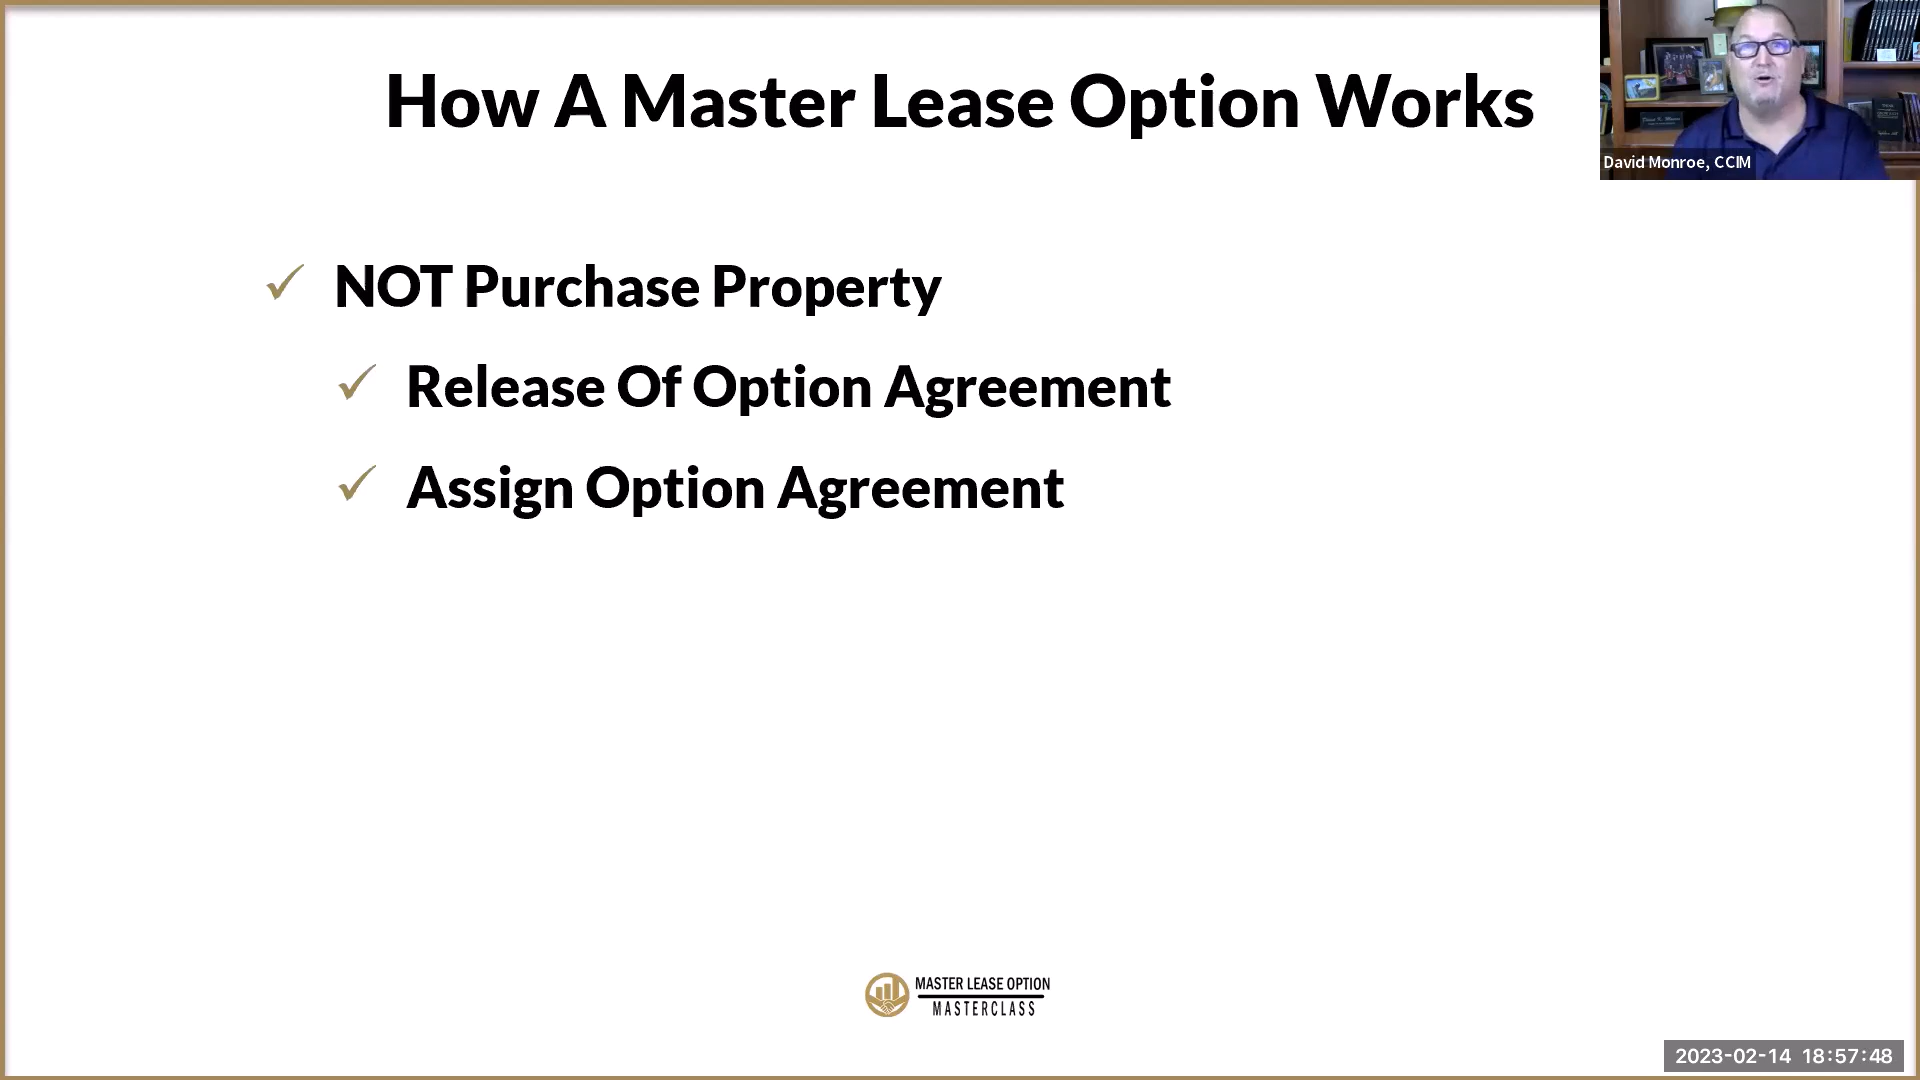 How A Master Lease Option Works
David Monroe, CCIM
NOT Purchase Property
Release Of Option Agreement
Assign Option Agreement
MASTER LEASE OPTION
MASTERCLASS
2023-02-14 18:57:48